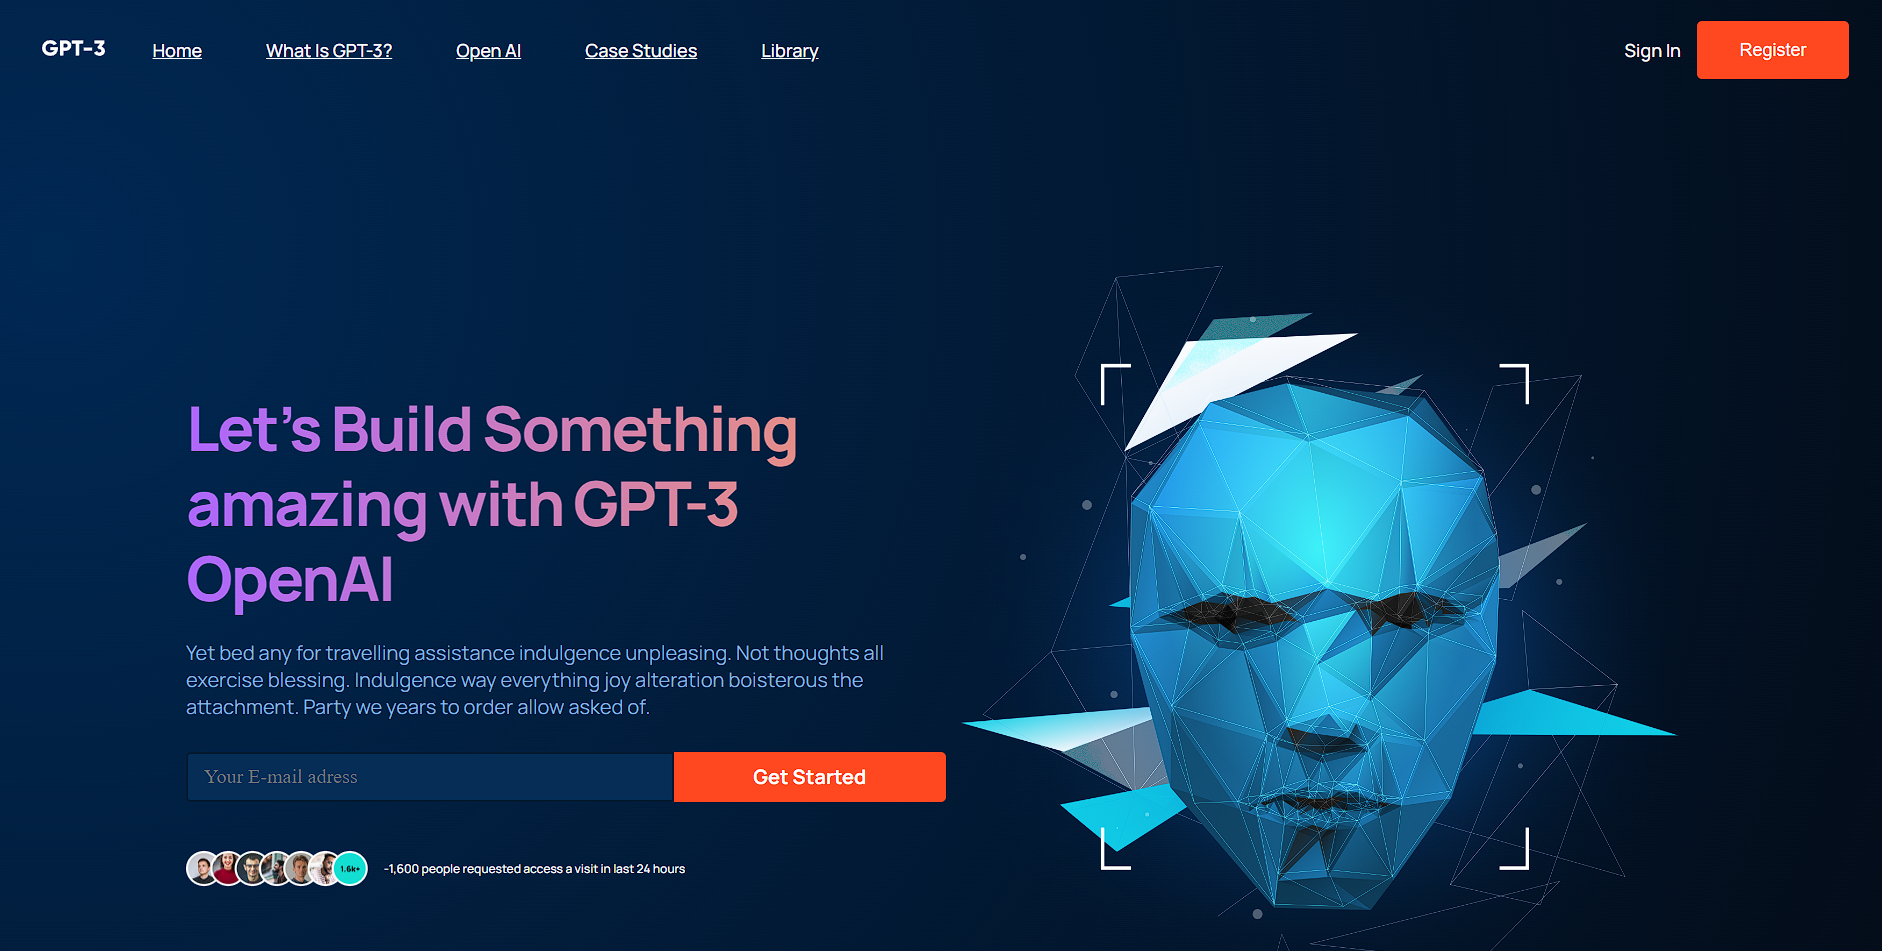 GPT-3
Home
What Is GPT-3?
Open AI
Case Studies
Library
Sign In
Register
Let's Build Something
amazing with GPT-3
OpenAI
Yet bed any for travelling assistance indulgence unpleasing. Not thoughts all
exercise blessing. Indulgence way everything joy alteration boisterous the
attachment. Party we years to order allow asked of.
Your E-mail adress
Get Started
1.6k+
-1,600 people requested access a visit in last 24 hours